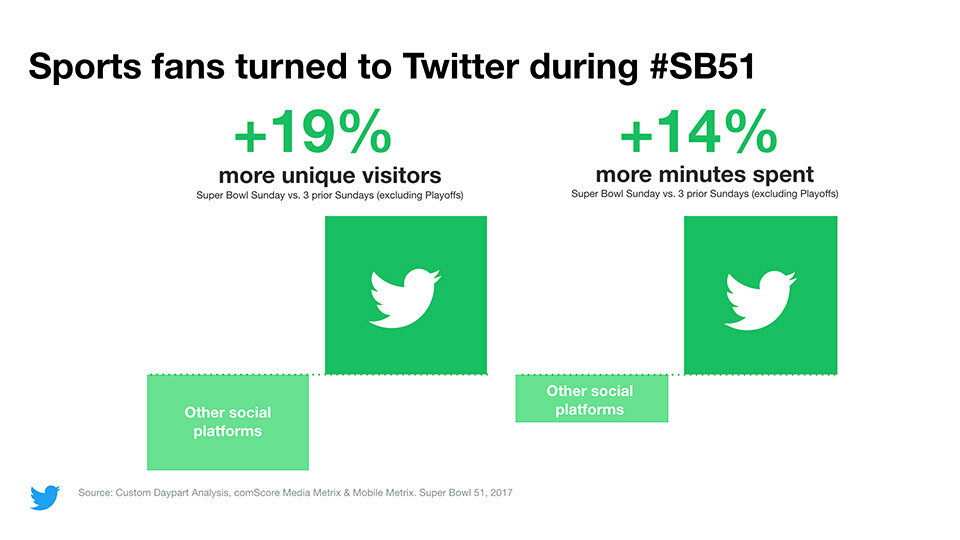 Sports fans turned to Twitter during #SB51
+19%
more unique visitors
Super Bowl Sunday vs. 3 prior Sundays (excluding Playoffs)
+14%
more minutes spent
Super Bowl Sunday vs. 3 prior Sundays (excluding Playoffs)
Other social
platforms
Other social
platforms
Source: Custom Daypart Analysis, comScore Media Metrix & Mobile Metrix. Super Bowl 51, 2017